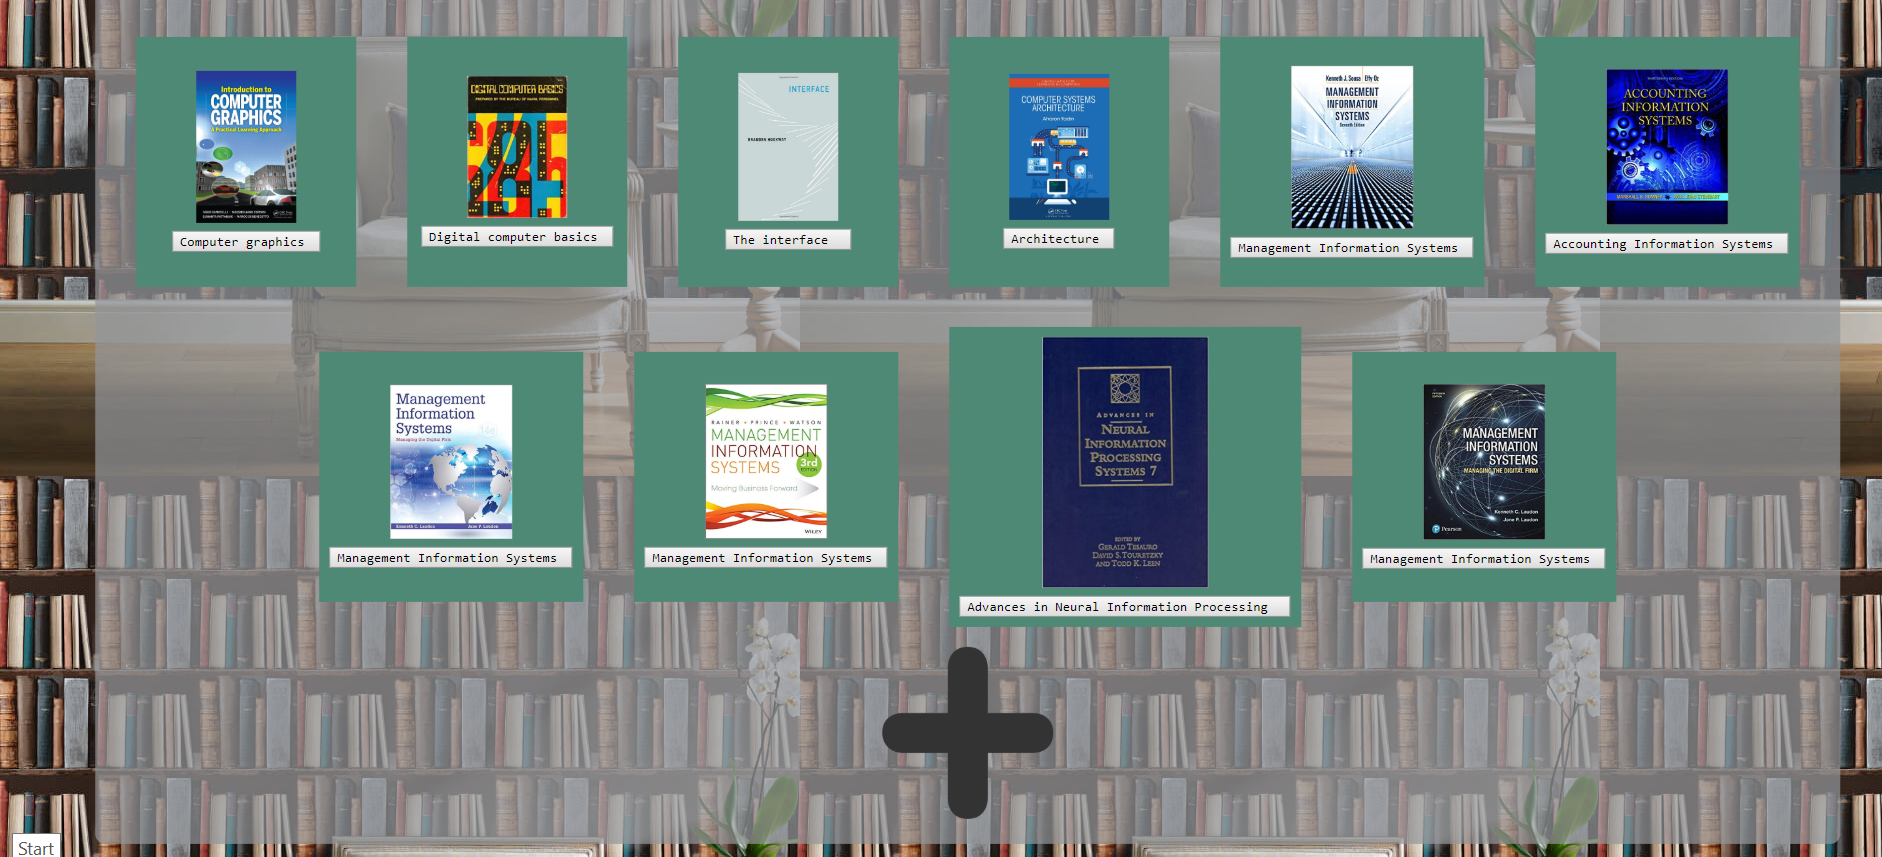 Introduction to
COMPUTER
GRAPHICS
A Practical Learning Approach
Computer graphics
DIGITAL COMPUTER BASICS
PREPARED BY THE BUREAU OF NAVAL PERSONNEL
Digital computer basics
INTERFACE
BRANDEN HOOKWAY
The interface
COMPUTER SYSTEMS
ARCHITECTURE
Aharon Yadin
Architecture
Kenneth J. Sousa Effy Oz
MANAGEMENT
INFORMATION
SYSTEMS
Seventh Edition
Management Information Systems
ACCOUNTING
INFORMATION
SYSTEMS
Accounting Information Systems
Management
Information
Systems
Managing the Digital Firm
Kenneth C. Laudon Jane P. Laudon
Management Information Systems
RAINER • PRINCE • WATSON
MANAGEMENT
INFORMATION
SYSTEMS
3rd
EDITION
Moving Business Forward
WILEY
Management Information Systems
ADVANCES IN
NEURAL
INFORMATION
PROCESSING
SYSTEMS 7
EDITED BY
GERALD TESAURO
DAVID S. TOURETZKY
AND TODD K. LEEN
Advances in Neural Information Processing
MANAGEMENT
INFORMATION
SYSTEMS
MANAGING THE DIGITAL FIRM
Kenneth C. Laudon
Jane P. Laudon
Pearson
Management Information Systems
Start